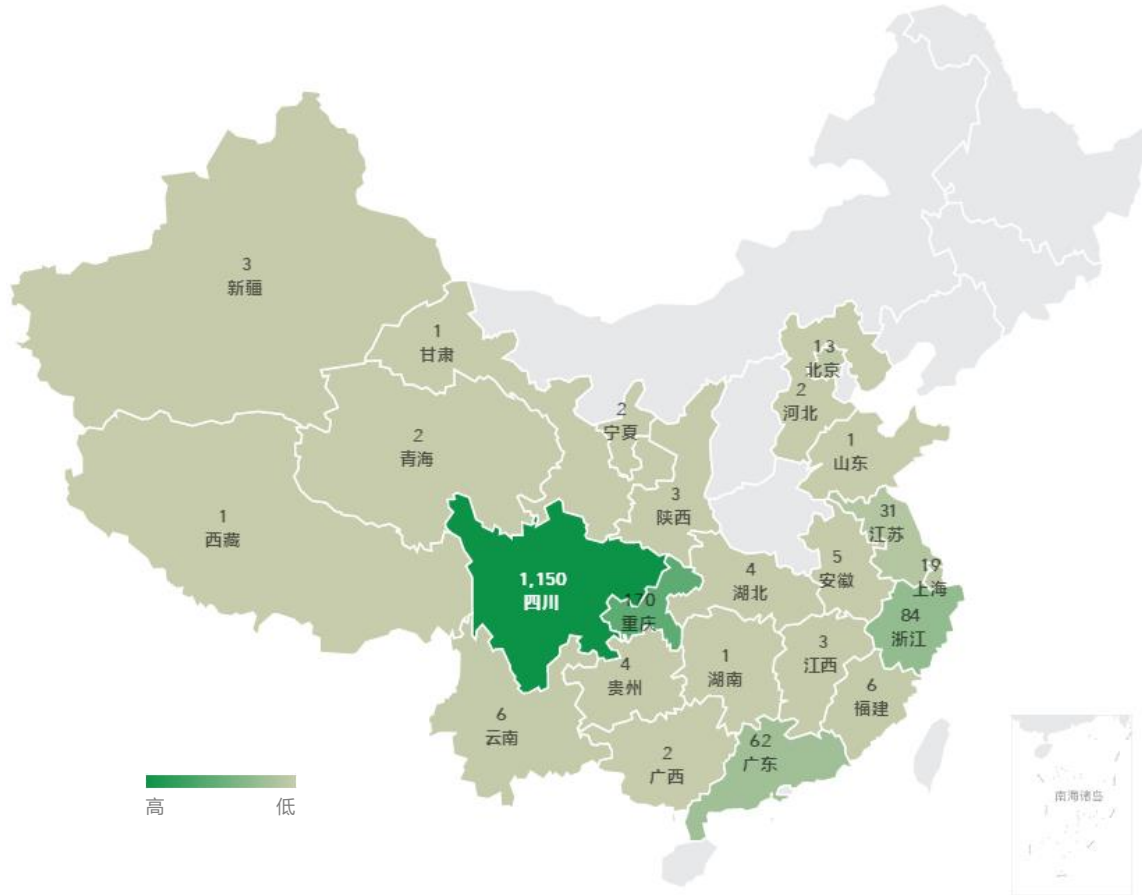 3
新疆
1
甘肃
13
北京
2
河北
2
宁夏
2
青海
1
山东
3
陕西
1
西藏
31
江苏
5
安徽
19
上海
4
湖北
1,150
四川
170
重庆
84
浙江
3
江西
1
湖南
4
贵州
6
福建
6
云南
62
广东
2
广西
高 低
南海诸岛